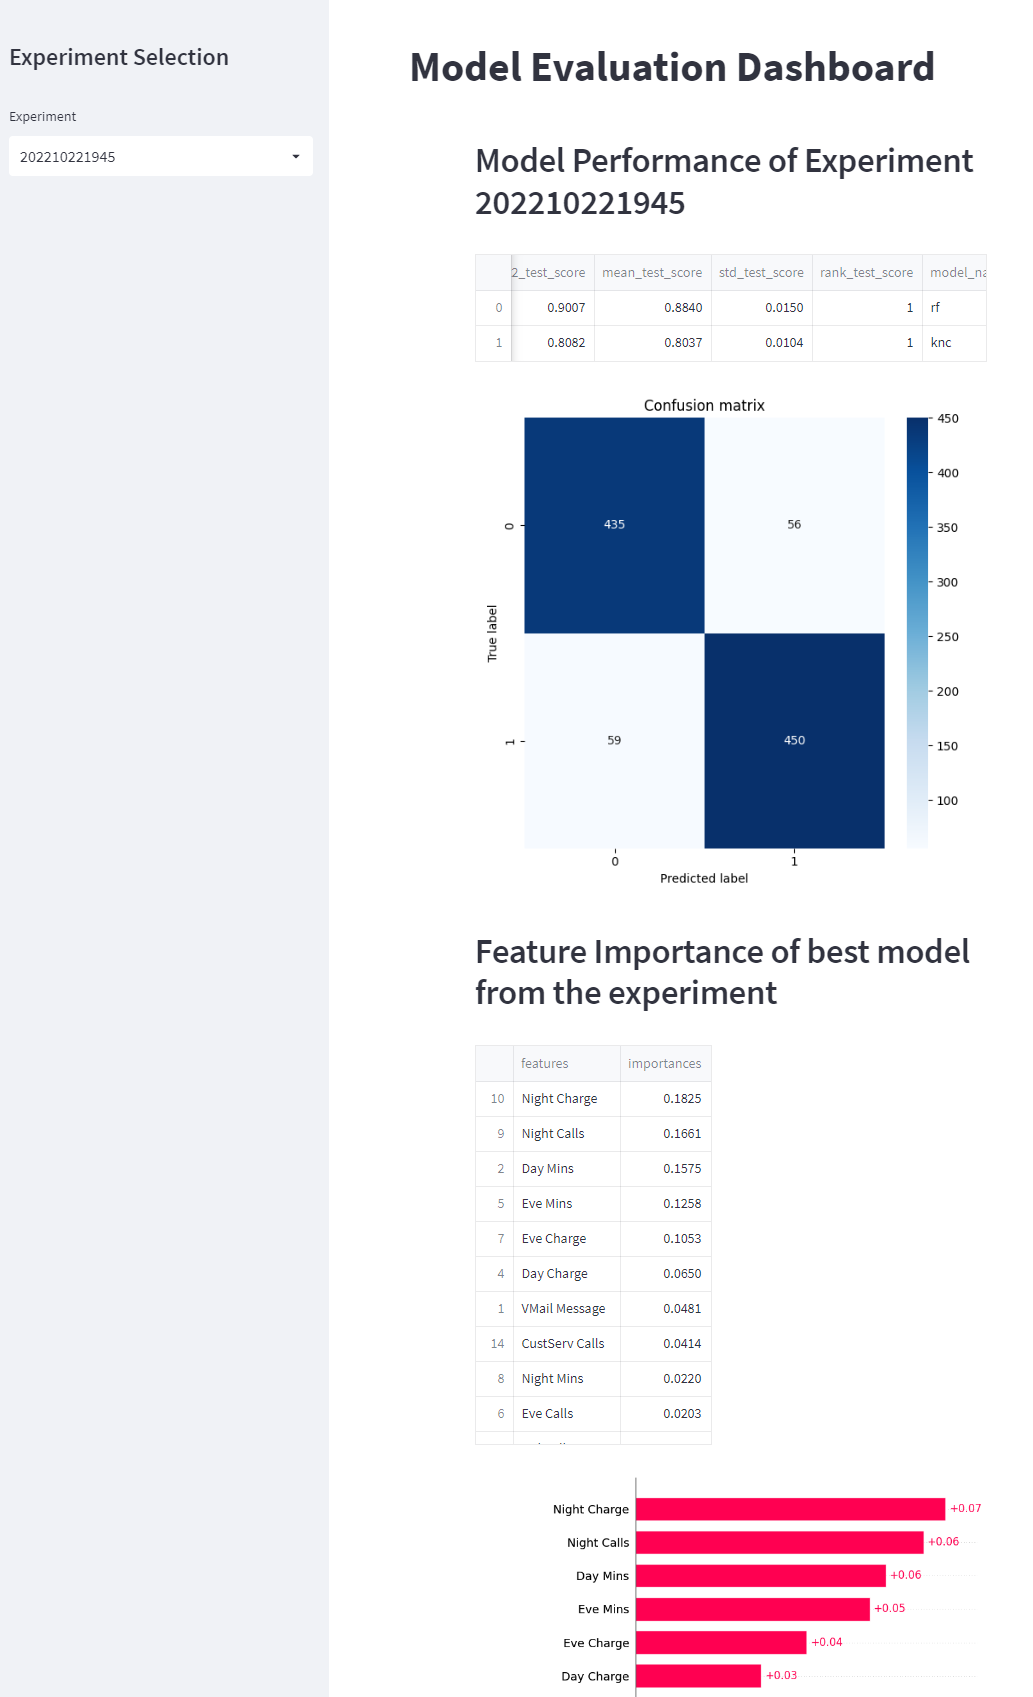 Experiment Selection
Experiment
202210221945
Model Evaluation Dashboard
Model Performance of Experiment
202210221945
2_test_score mean_test_score std_test_score rank_test_score model_na
0 0.9007 0.8840 0.0150 1 rf
1 0.8082 0.8037 0.0104 1 knc
Confusion matrix
450
400
350
300
250
200
150
100
0 435 56
True label
1 59 450
0 1
Predicted label
Feature Importance of best model
from the experiment
features importances
10 Night Charge 0.1825
9 Night Calls 0.1661
2 Day Mins 0.1575
5 Eve Mins 0.1258
7 Eve Charge 0.1053
4 Day Charge 0.0650
1 VMail Message 0.0481
14 CustServ Calls 0.0414
8 Night Mins 0.0220
6 Eve Calls 0.0203
Night Charge +0.07
Night Calls +0.06
Day Mins +0.06
Eve Mins +0.05
Eve Charge +0.04
Day Charge +0.03